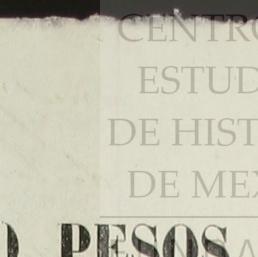 CENTRO
ESTUD
DE HIST
DE MEX
O PESOS